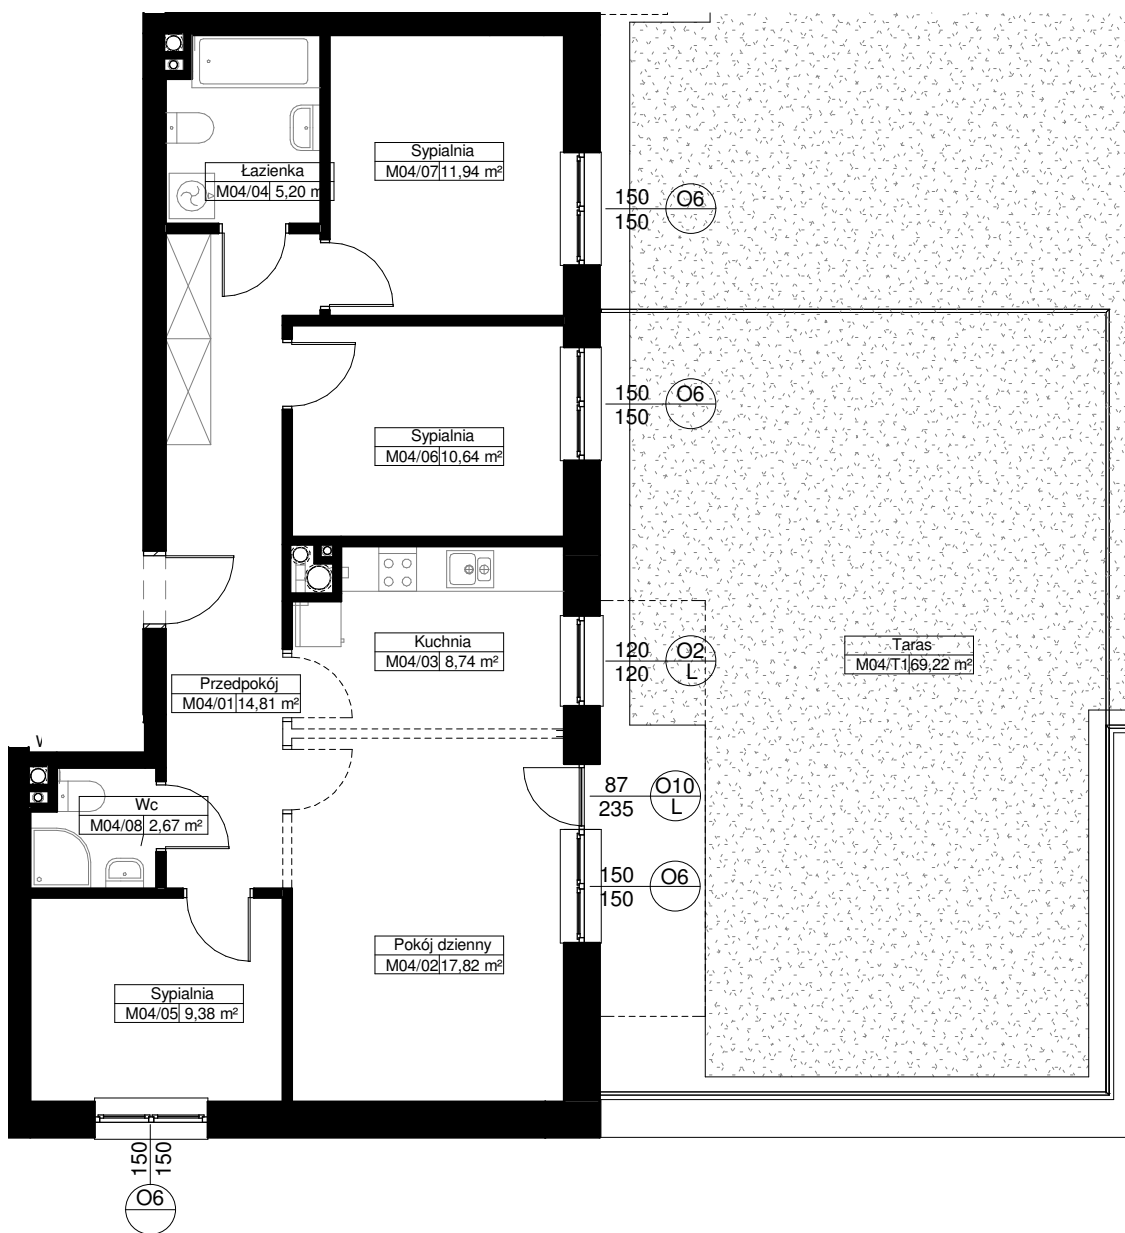 Łazienka
M04/04 5,20 m
Sypialnia
M04/07 11,94 m²
150
150
O6
Sypialnia
M04/06 10,64 m²
150
150
O6
Kuchnia
M04/03 8,74 m²
120
120
O2
L
Taras
M04/T1 69,22 m²
Przedpokój
M04/01 14,81 m²
Wc
M04/08 2,67 m²
87
235
O10
L
150
150
O6
Pokój dzienny
M04/02 17,82 m²
Sypialnia
M04/05 9,38 m²
150
150
O6